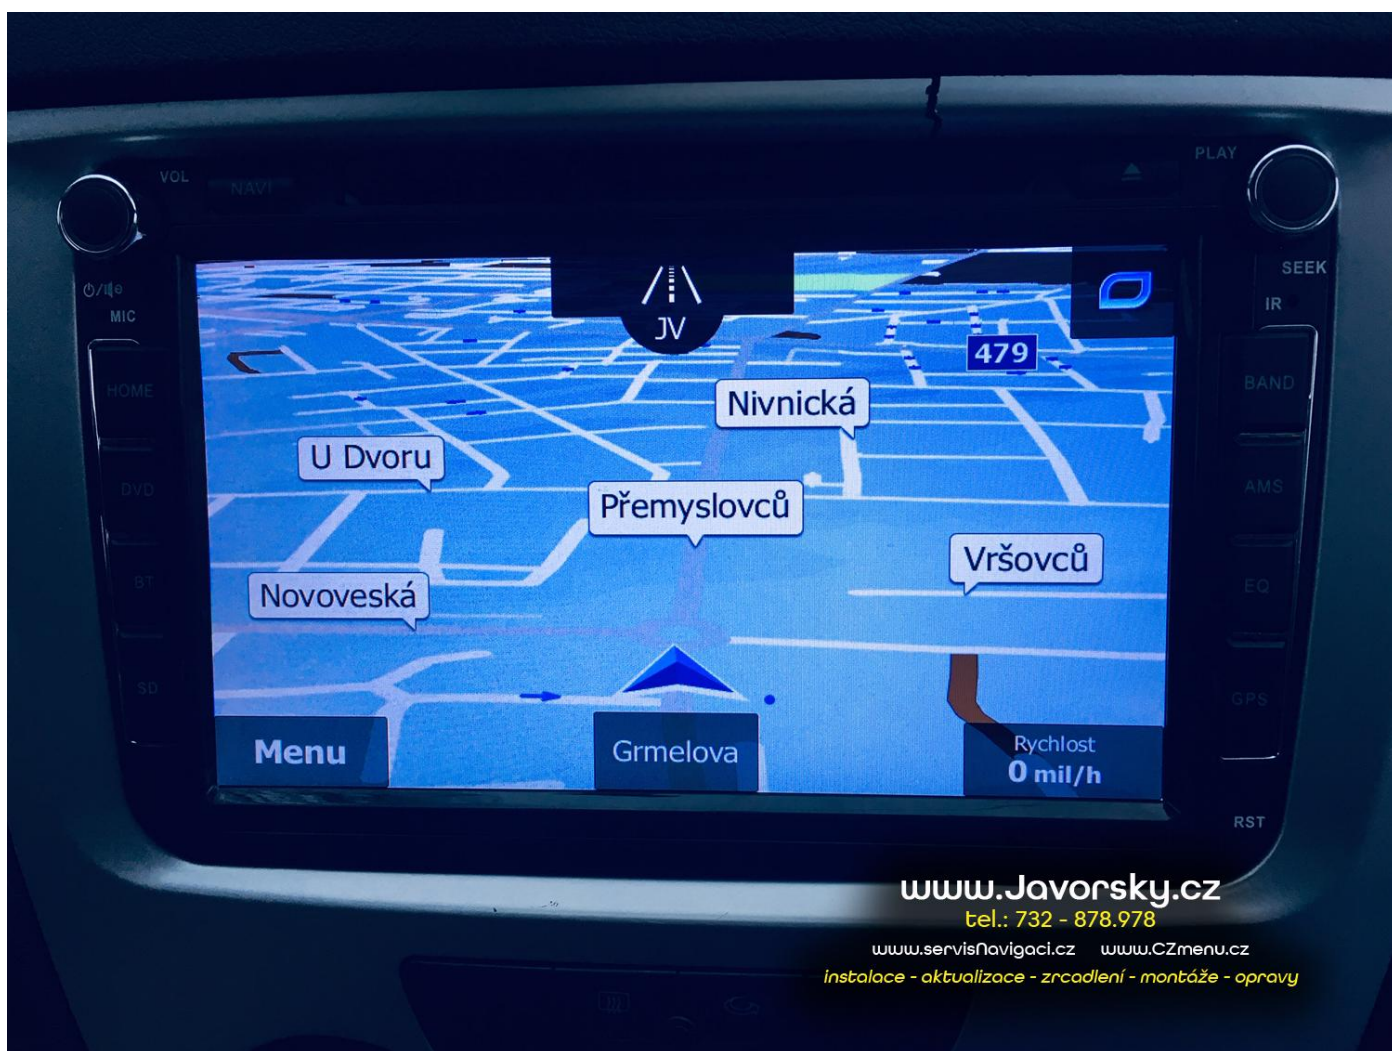 VOL
NAVI
PLAY
SEEK
MIC
IR
JV
479
HOME
BAND
Nivnická
U Dvoru
DVD
AMS
Přemyslovců
Vršovců
BT
EQ
Novoveská
SD
GPS
Menu
Grmelova
Rychlost
0 mil/h
RST
www.Javorsky.cz
tel.: 732 - 878.978
www.servisNavigaci.cz www.CZmenu.cz
instalace - aktualizace - zrcadlení - montáže - opravy